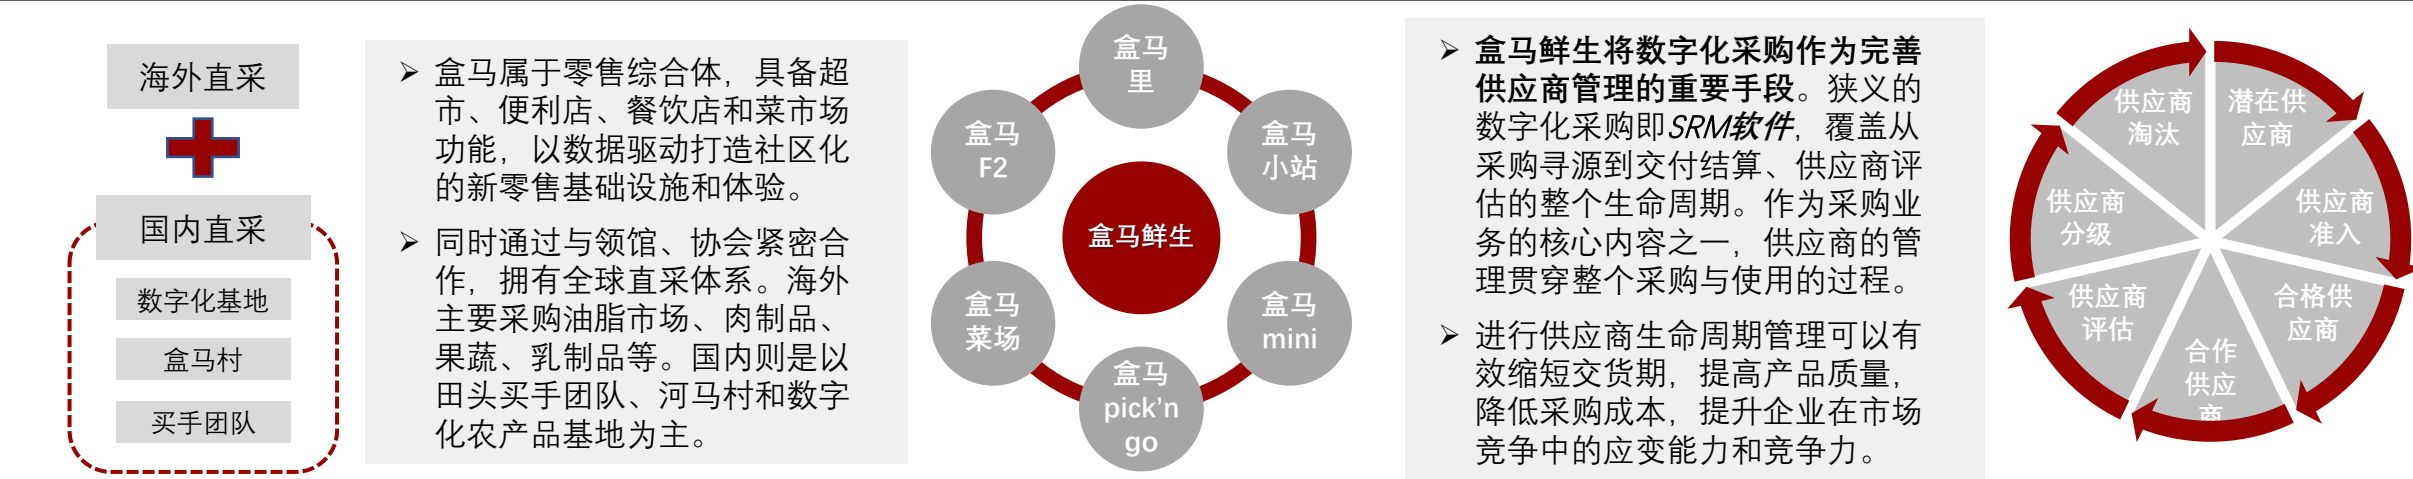 海外直采
国内直采
数字化基地
盒马村
买手团队
➢ 盒马属于零售综合体，具备超
市、便利店、餐饮店和菜市场
功能，以数据驱动打造社区化
的新零售基础设施和体验。
➢ 同时通过与领馆、协会紧密合
作，拥有全球直采体系。海外
主要采购油脂市场、肉制品、
果蔬、乳制品等。国内则是以
田头买手团队、河马村和数字
化农产品基地为主。
盒马
里
盒马
小站
盒马
mini
盒马
pick’n
go
盒马
菜场
盒马
F2
盒马鲜生
➢ 盒马鲜生将数字化采购作为完善
供应商管理的重要手段。狭义的
数字化采购即SRM软件，覆盖从
采购寻源到交付结算、供应商评
估的整个生命周期。作为采购业
务的核心内容之一，供应商的管
理贯穿整个采购与使用的过程。
➢ 进行供应商生命周期管理可以有
效缩短交货期，提高产品质量，
降低采购成本，提升企业在市场
竞争中的应变能力和竞争力。
潜在供
应商
供应商
准入
合格供
应商
合作
供应
商
供应商
评估
供应商
分级
供应商
淘汰